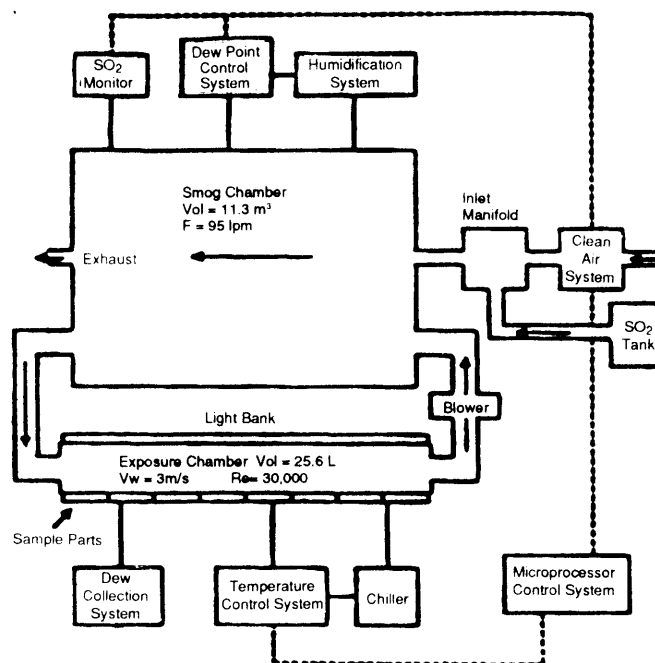 SO2
Monitor
Dew Point
Control
System
Humidification
System
Smog Chamber
Vol = 11.3 m³
F = 95 lpm
Inlet
Manifold
Clean
Air
System
Exhaust
SO2
Tank
Light Bank
Blower
Exposure Chamber Vol = 25.6 L
Vw = 3m/s Re= 30,000
Sample Parts
Dew
Collection
System
Temperature
Control System
Chiller
Microprocessor
Control System